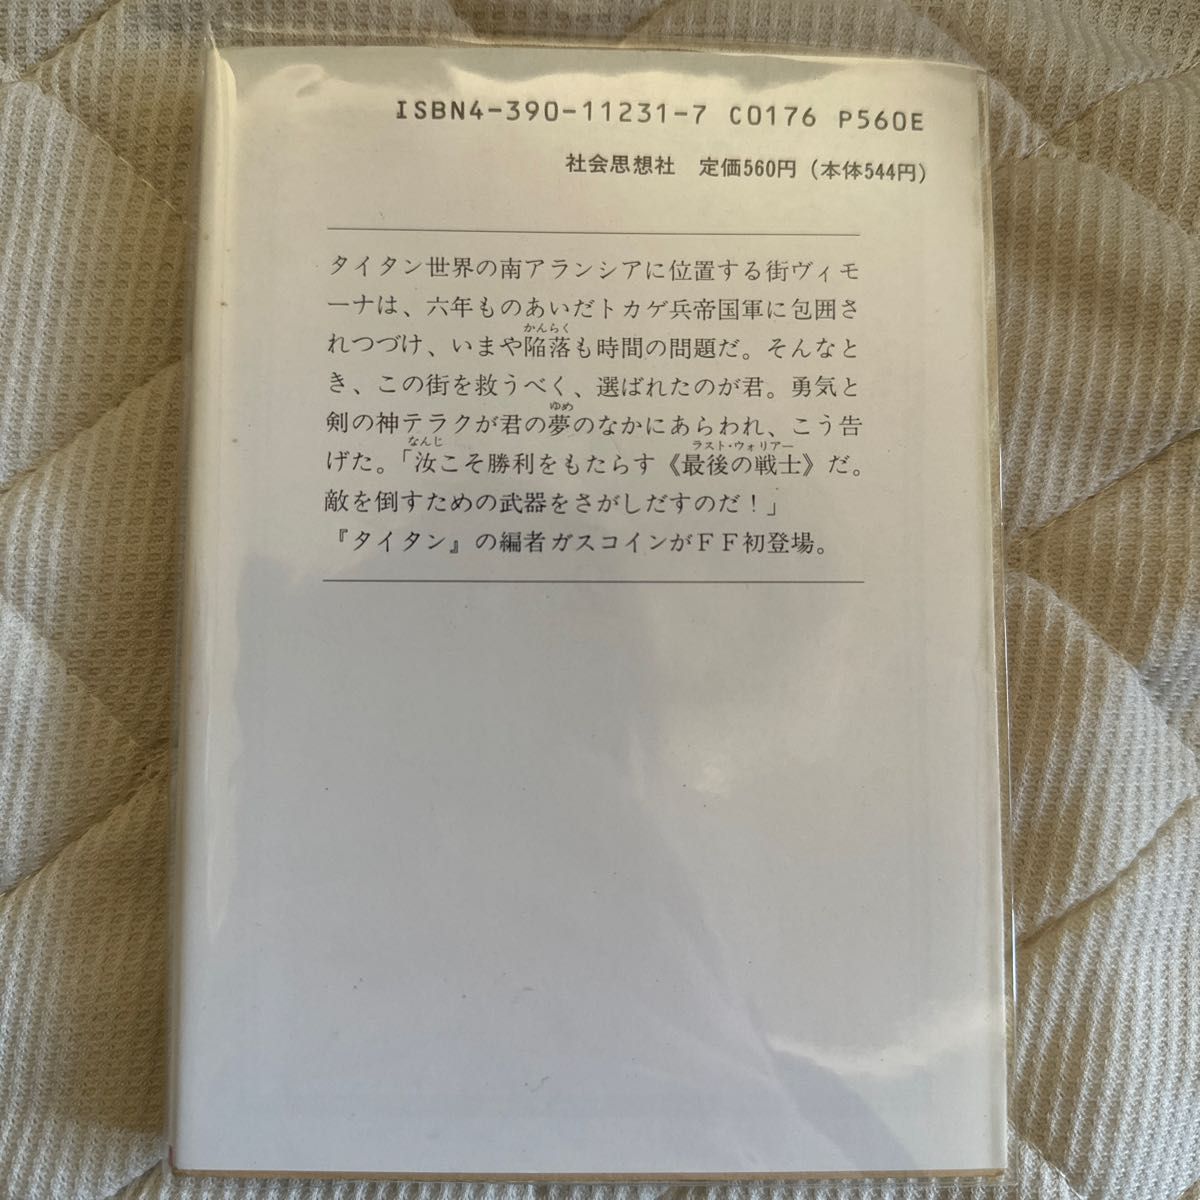 ISBN4-390-11231-7 C0176 P560E
社会思想社 定価560円(本体544円)
タイタン世界の南アランシアに位置する街ヴィモ
ーナは、六年ものあいだトカゲ兵帝国軍に包囲さ
かんらく
れつづけ、いまや陥落も時間の問題だ。そんなと
き、この街を救うべく、選ばれたのが君。勇気と
ゆめ
剣の神テラクが君の夢のなかにあらわれ、こう告
なんじ ラスト・ウォリアー
げた。「汝こそ勝利をもたらす《最後の戦士》だ。
敵を倒すための武器をさがしだすのだ!」
『タイタン』の編者ガスコインがFF初登場。